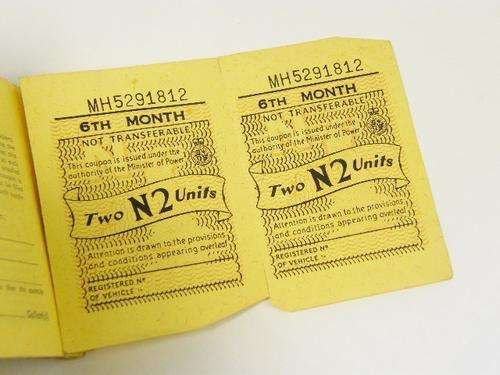 MH5291812
6TH MONTH
NOT TRANSFERABLE
This coupon is issued under the
authority of the Minister of Power
Two N2 Units
Attention is drawn to the provisions
and conditions appearing overleaf
REGISTERED Nº
OF VEHICLE :-
MH5291812
6TH MONTH
NOT TRANSFERABLE
This coupon is issued under the
authority of the Minister of Power
Two N2 Units
Attention is drawn to the provisions
and conditions appearing overleaf
REGISTERED Nº
OF VEHICLE :-